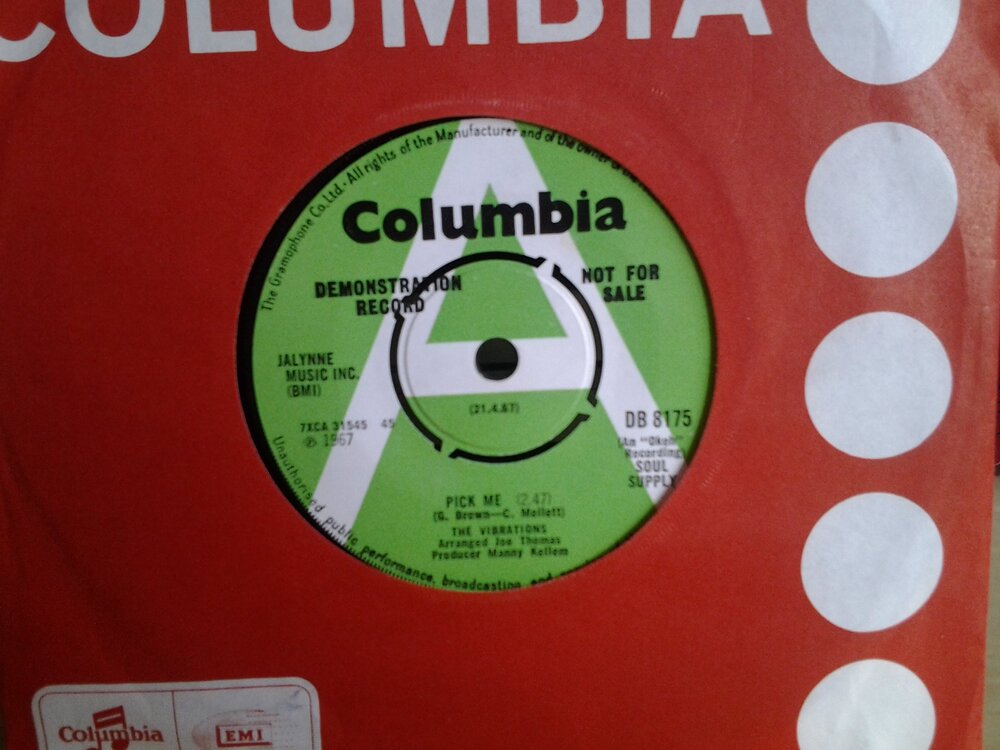 COLUMBIA
The Gramophone Co. Ltd. · All rights of the Manufacturer and of the owner
Columbia
A
DEMONSTRATION
RECORD
NOT FOR
SALE
JALYNNE
MUSIC INC.
(BMI)
(21.4.67)
7XCA 31545 45
℗ 1967
DB 8175
(An "Okeh"
Recording)
SOUL
SUPPLY
PICK ME (2.47)
(G. Brown—C. Mollett)
THE VIBRATIONS
Arranged Joe Thomas
Producer Manny Kellem
Unauthorised public performance, broadcasting and
Columbia
EMI